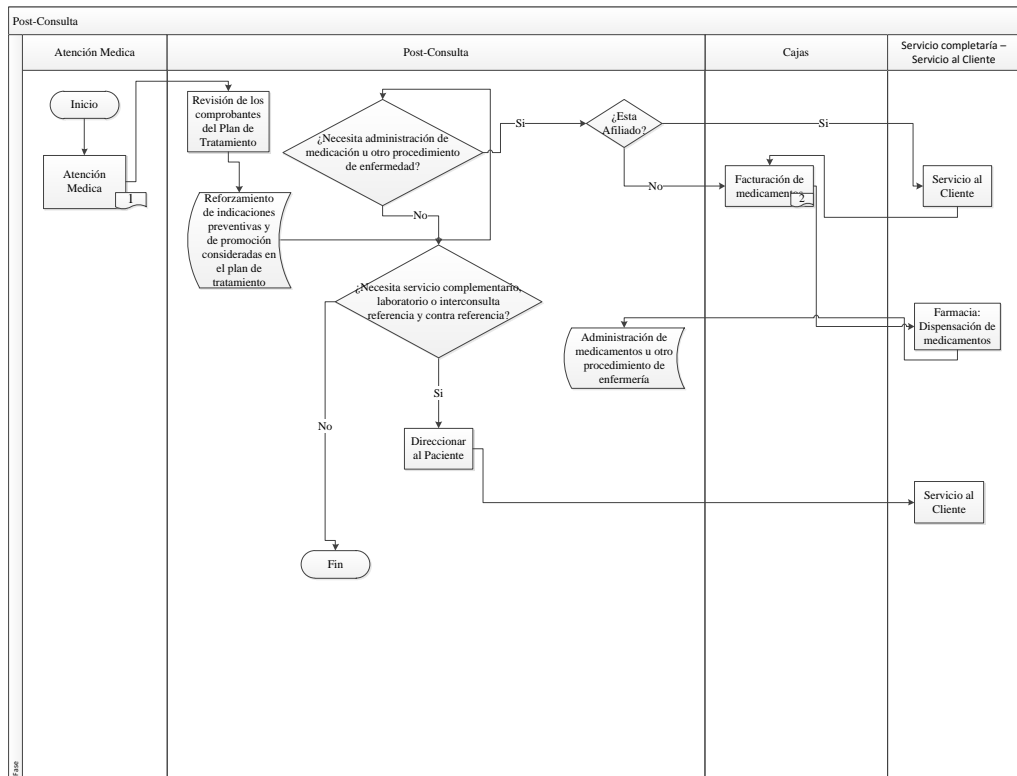 Post-Consulta
Atención Medica
Post-Consulta
Cajas
Servicio completaría –
Servicio al Cliente
Inicio
Atención
Medica
1
Revisión de los
comprobantes
del Plan de
Tratamiento
Reforzamiento
de indicaciones
preventivas y
de promoción
consideradas en
el plan de
tratamiento
¿Necesita administración de
medicación u otro procedimiento
de enfermedad?
Si
No
¿Esta
Afiliado?
Si
No
Facturación de
medicamentos
2
Servicio al
Cliente
¿Necesita servicio complementario,
laboratorio o interconsulta
referencia y contra referencia?
Administración de
medicamentos u otro
procedimiento de
enfermería
Farmacia:
Dispensación de
medicamentos
Si
No
Direccionar
al Paciente
Servicio al
Cliente
Fin
Fase